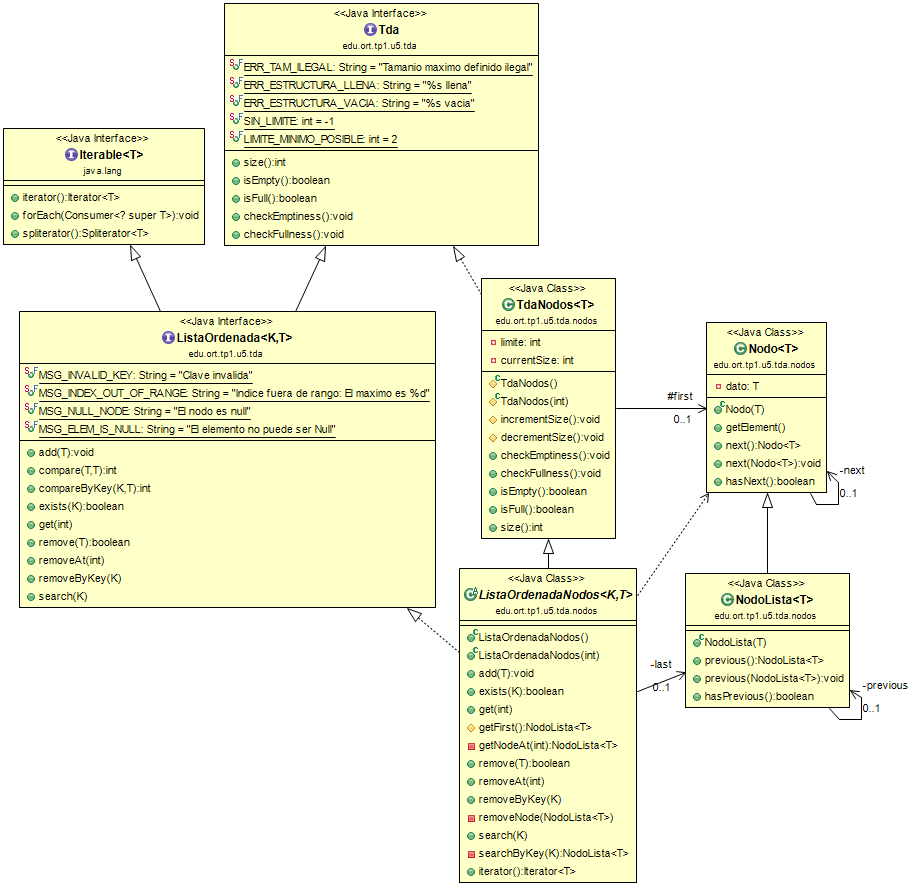 <<Java Interface>>
Tda
edu.ort.tp1.u5.tda
ERR_TAM_ILEGAL: String = "Tamanio maximo definido ilegal"
ERR_ESTRUCTURA_LLENA: String = "%s llena"
ERR_ESTRUCTURA_VACIA: String = "%s vacia"
SIN_LIMITE: int = -1
LIMITE_MINIMO_POSIBLE: int = 2
size():int
isEmpty():boolean
isFull():boolean
checkEmptiness():void
checkFullness():void
<<Java Interface>>
Iterable<T>
java.lang
iterator():Iterator<T>
forEach(Consumer<? super T>):void
spliterator():Spliterator<T>
<<Java Interface>>
ListaOrdenada<K,T>
edu.ort.tp1.u5.tda
MSG_INVALID_KEY: String = "Clave invalida"
MSG_INDEX_OUT_OF_RANGE: String = "Indice fuera de rango: El maximo es %d"
MSG_NULL_NODE: String = "El nodo es null"
MSG_ELEM_IS_NULL: String = "El elemento no puede ser Null"
add(T):void
compare(T,T):int
compareByKey(K,T):int
exists(K):boolean
get(int)
remove(T):boolean
removeAt(int)
removeByKey(K)
search(K)
<<Java Class>>
TdaNodos<T>
edu.ort.tp1.u5.tda.nodos
limite: int
currentSize: int
TdaNodos()
TdaNodos(int)
incrementSize():void
decrementSize():void
checkEmptiness():void
checkFullness():void
isEmpty():boolean
isFull():boolean
size():int
#first
0..1
<<Java Class>>
Nodo<T>
edu.ort.tp1.u5.tda.nodos
dato: T
Nodo(T)
getElement()
next():Nodo<T>
next(Nodo<T>):void
hasNext():boolean
-next
0..1
<<Java Class>>
ListaOrdenadaNodos<K,T>
edu.ort.tp1.u5.tda.nodos
ListaOrdenadaNodos()
ListaOrdenadaNodos(int)
add(T):void
exists(K):boolean
get(int)
getFirst():NodoLista<T>
getNodeAt(int):NodoLista<T>
remove(T):boolean
removeAt(int)
removeByKey(K)
removeNode(NodoLista<T>)
search(K)
searchByKey(K):NodoLista<T>
iterator():Iterator<T>
-last
0..1
<<Java Class>>
NodoLista<T>
edu.ort.tp1.u5.tda.nodos
NodoLista(T)
previous():NodoLista<T>
previous(NodoLista<T>):void
hasPrevious():boolean
-previous
0..1